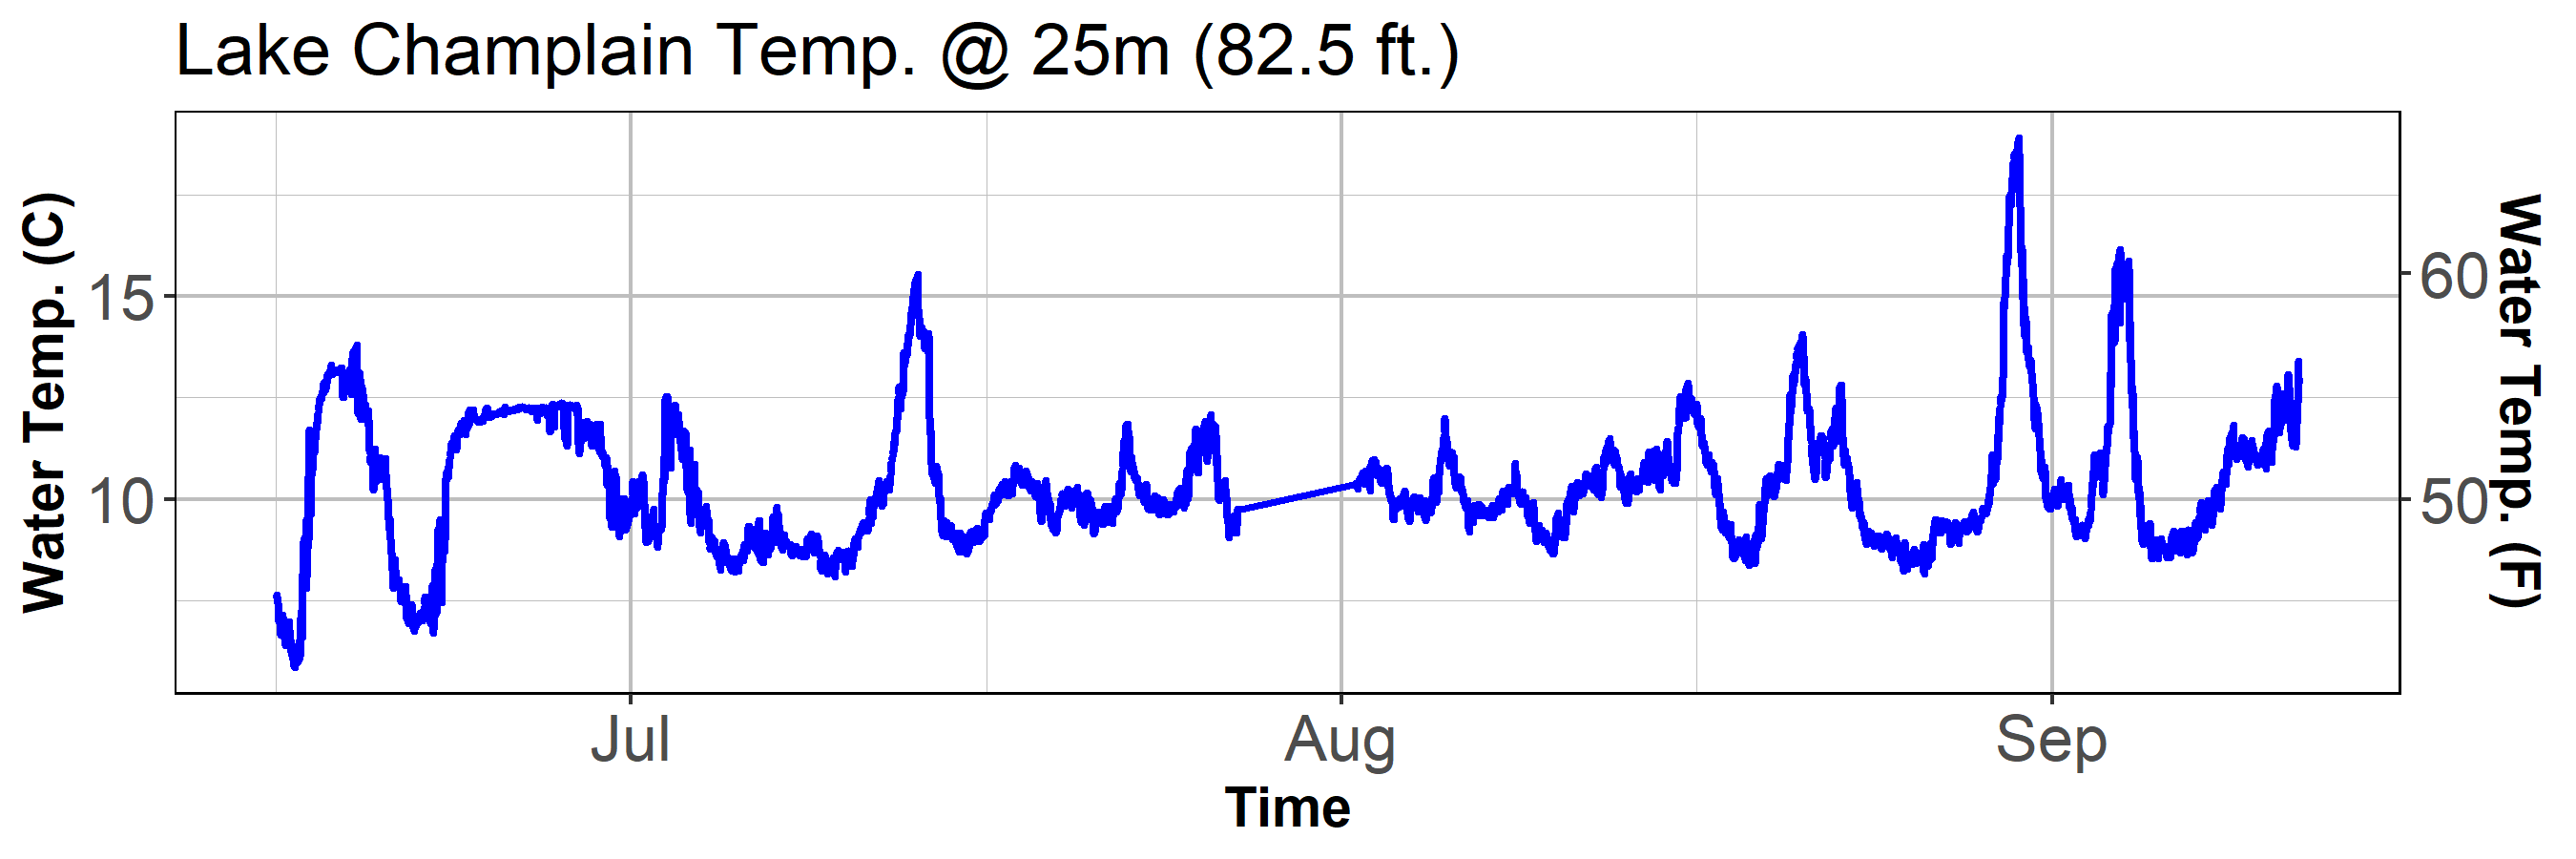 Lake Champlain Temp. @ 25m (82.5 ft.)
Water Temp. (C)
15
10
60
50
Water Temp. (F)
Jul
Aug
Sep
Time